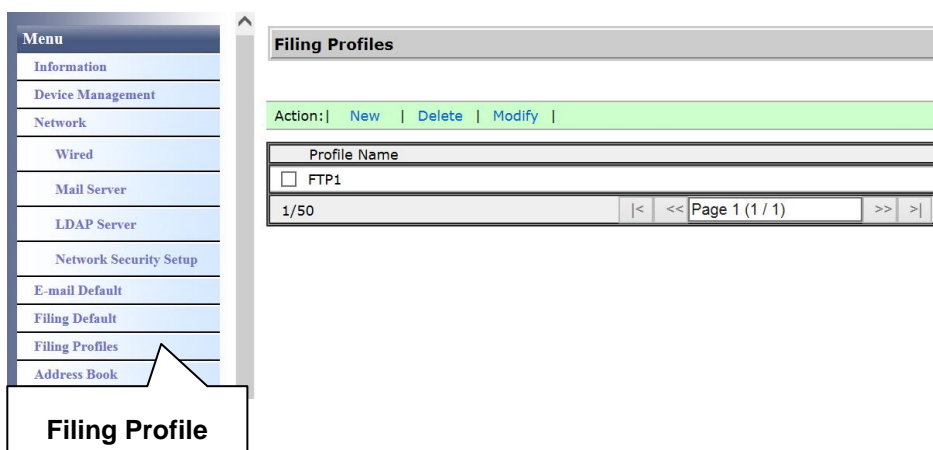 Menu
Information
Device Management
Network
Wired
Mail Server
LDAP Server
Network Security Setup
E-mail Default
Filing Default
Filing Profiles
Address Book
Filing Profile
Filing Profiles
Action:| New | Delete | Modify |
Profile Name
FTP1
1/50 |< << Page 1 (1 / 1) >> >|